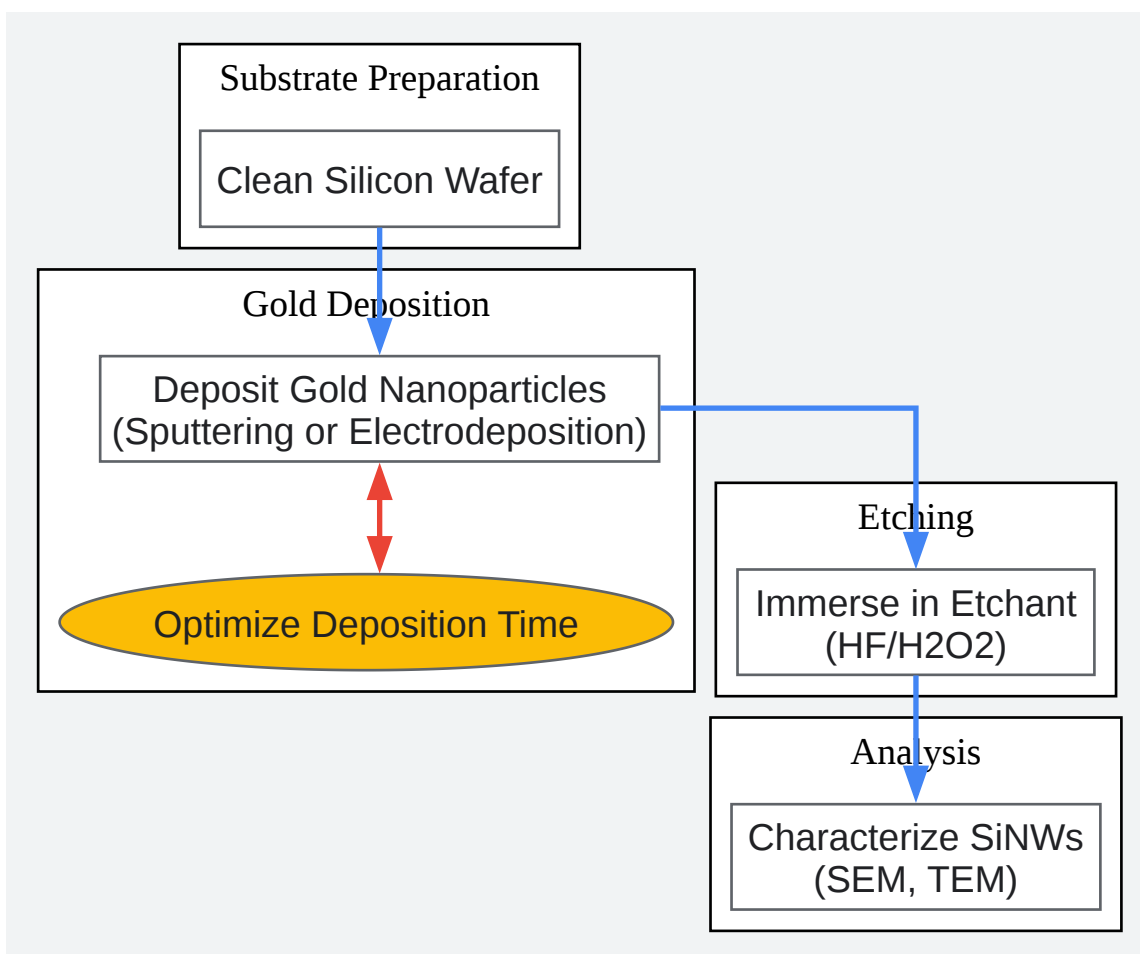 Substrate Preparation
Clean Silicon Wafer
Gold Deposition
Deposit Gold Nanoparticles
(Sputtering or Electrodeposition)
Optimize Deposition Time
Etching
Immerse in Etchant
(HF/H2O2)
Analysis
Characterize SiNWs
(SEM, TEM)